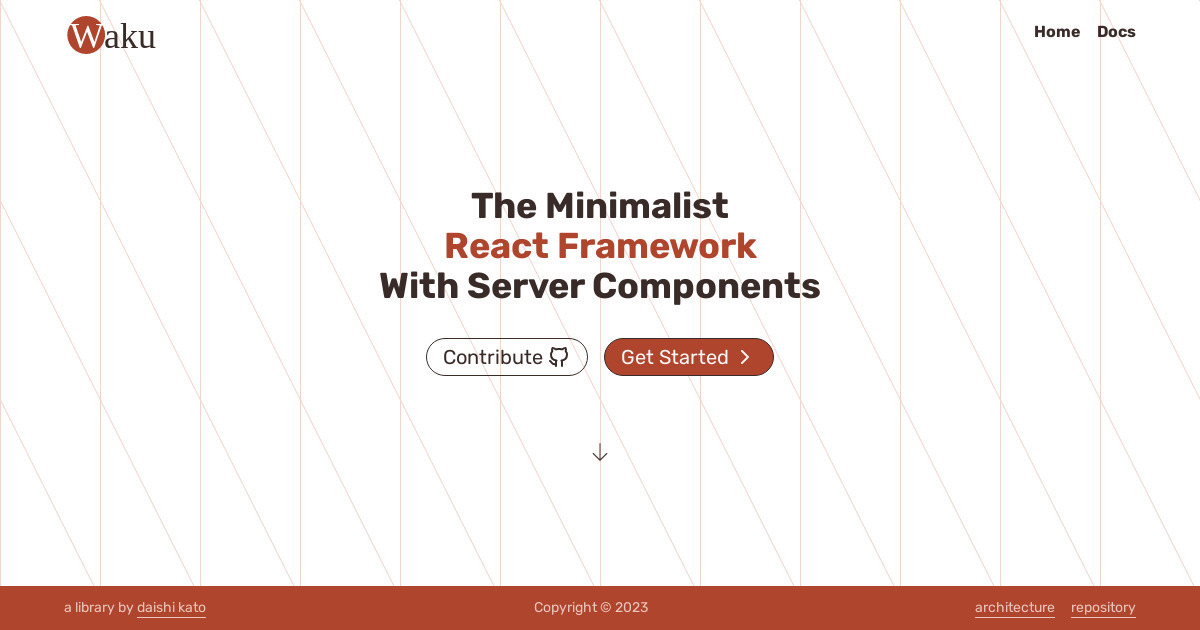 Waku
Home Docs
The Minimalist
React Framework
With Server Components
Contribute
Get Started
a library by daishi kato
Copyright © 2023
architecture repository